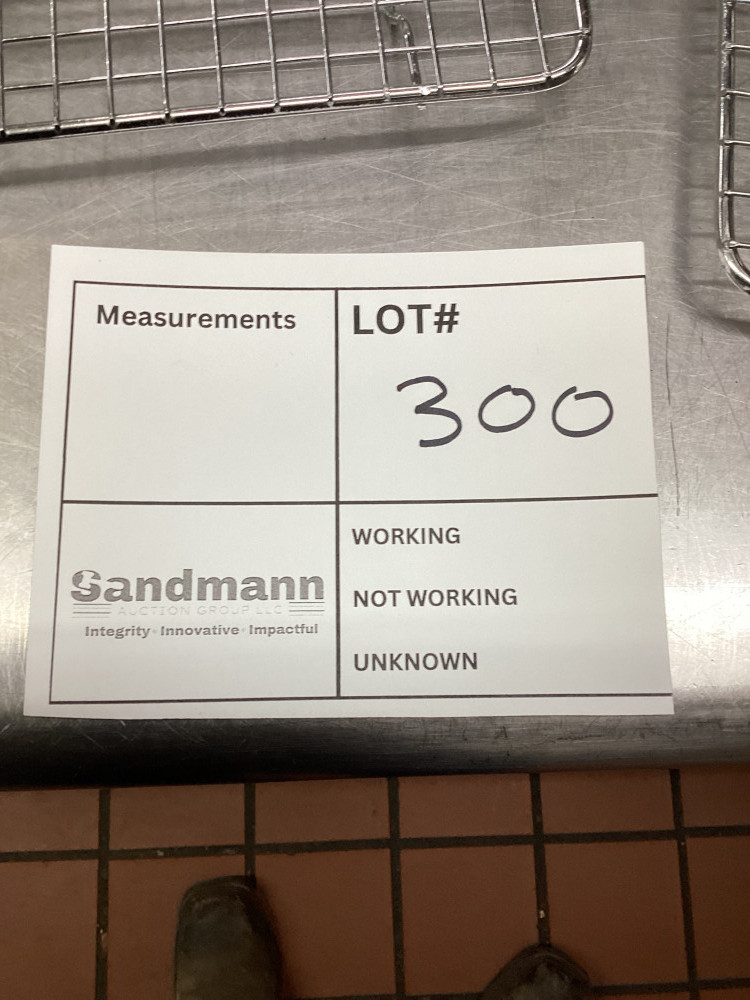 Measurements
LOT#
300
Sandmann
AUCTION GROUP LLC
Integrity • Innovative • Impactful
WORKING
NOT WORKING
UNKNOWN